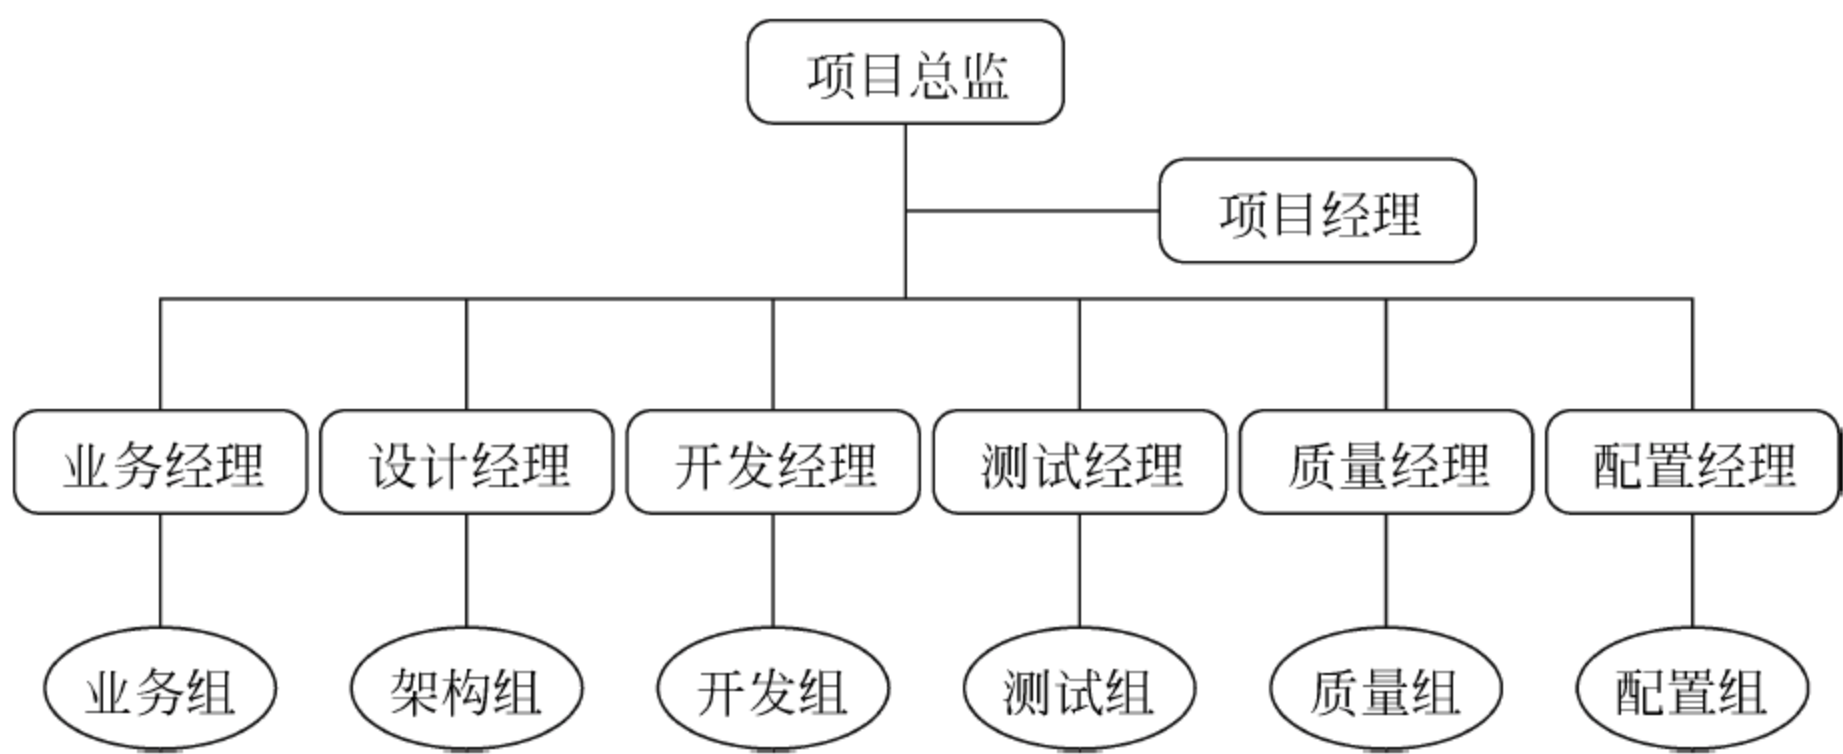 项目总监
项目经理
业务经理
设计经理
开发经理
测试经理
质量经理
配置经理
业务组
架构组
开发组
测试组
质量组
配置组